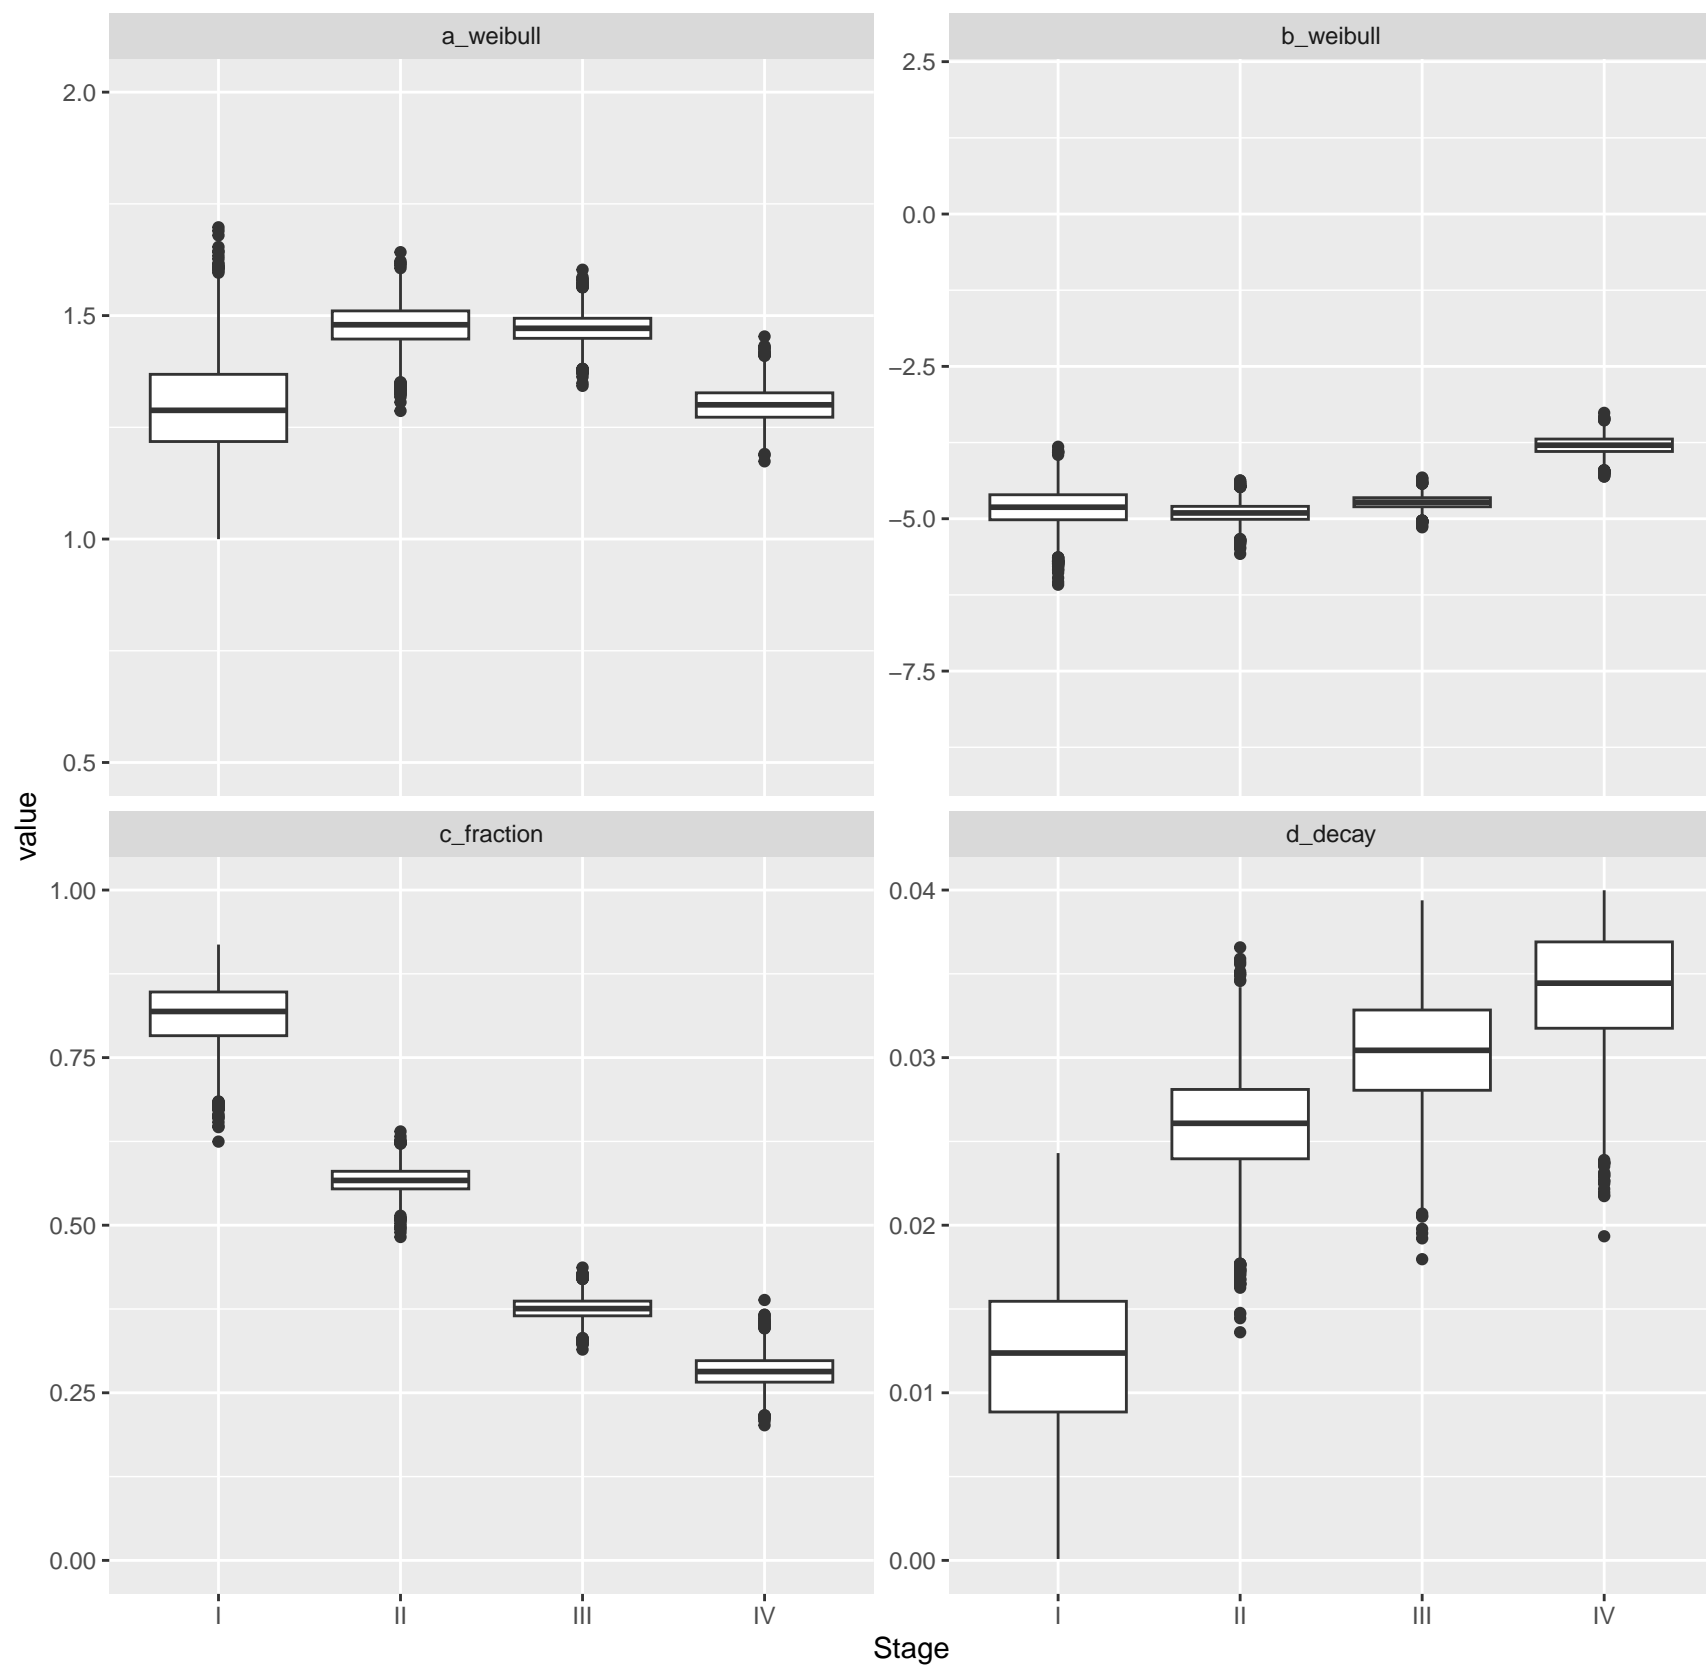 a_weibull
b_weibull
2.0
1.5
1.0
0.5
2.5
0.0
−2.5
−5.0
−7.5
value
c_fraction
d_decay
1.00
0.75
0.50
0.25
0.00
0.04
0.03
0.02
0.01
0.00
I II III IV
I II III IV
Stage